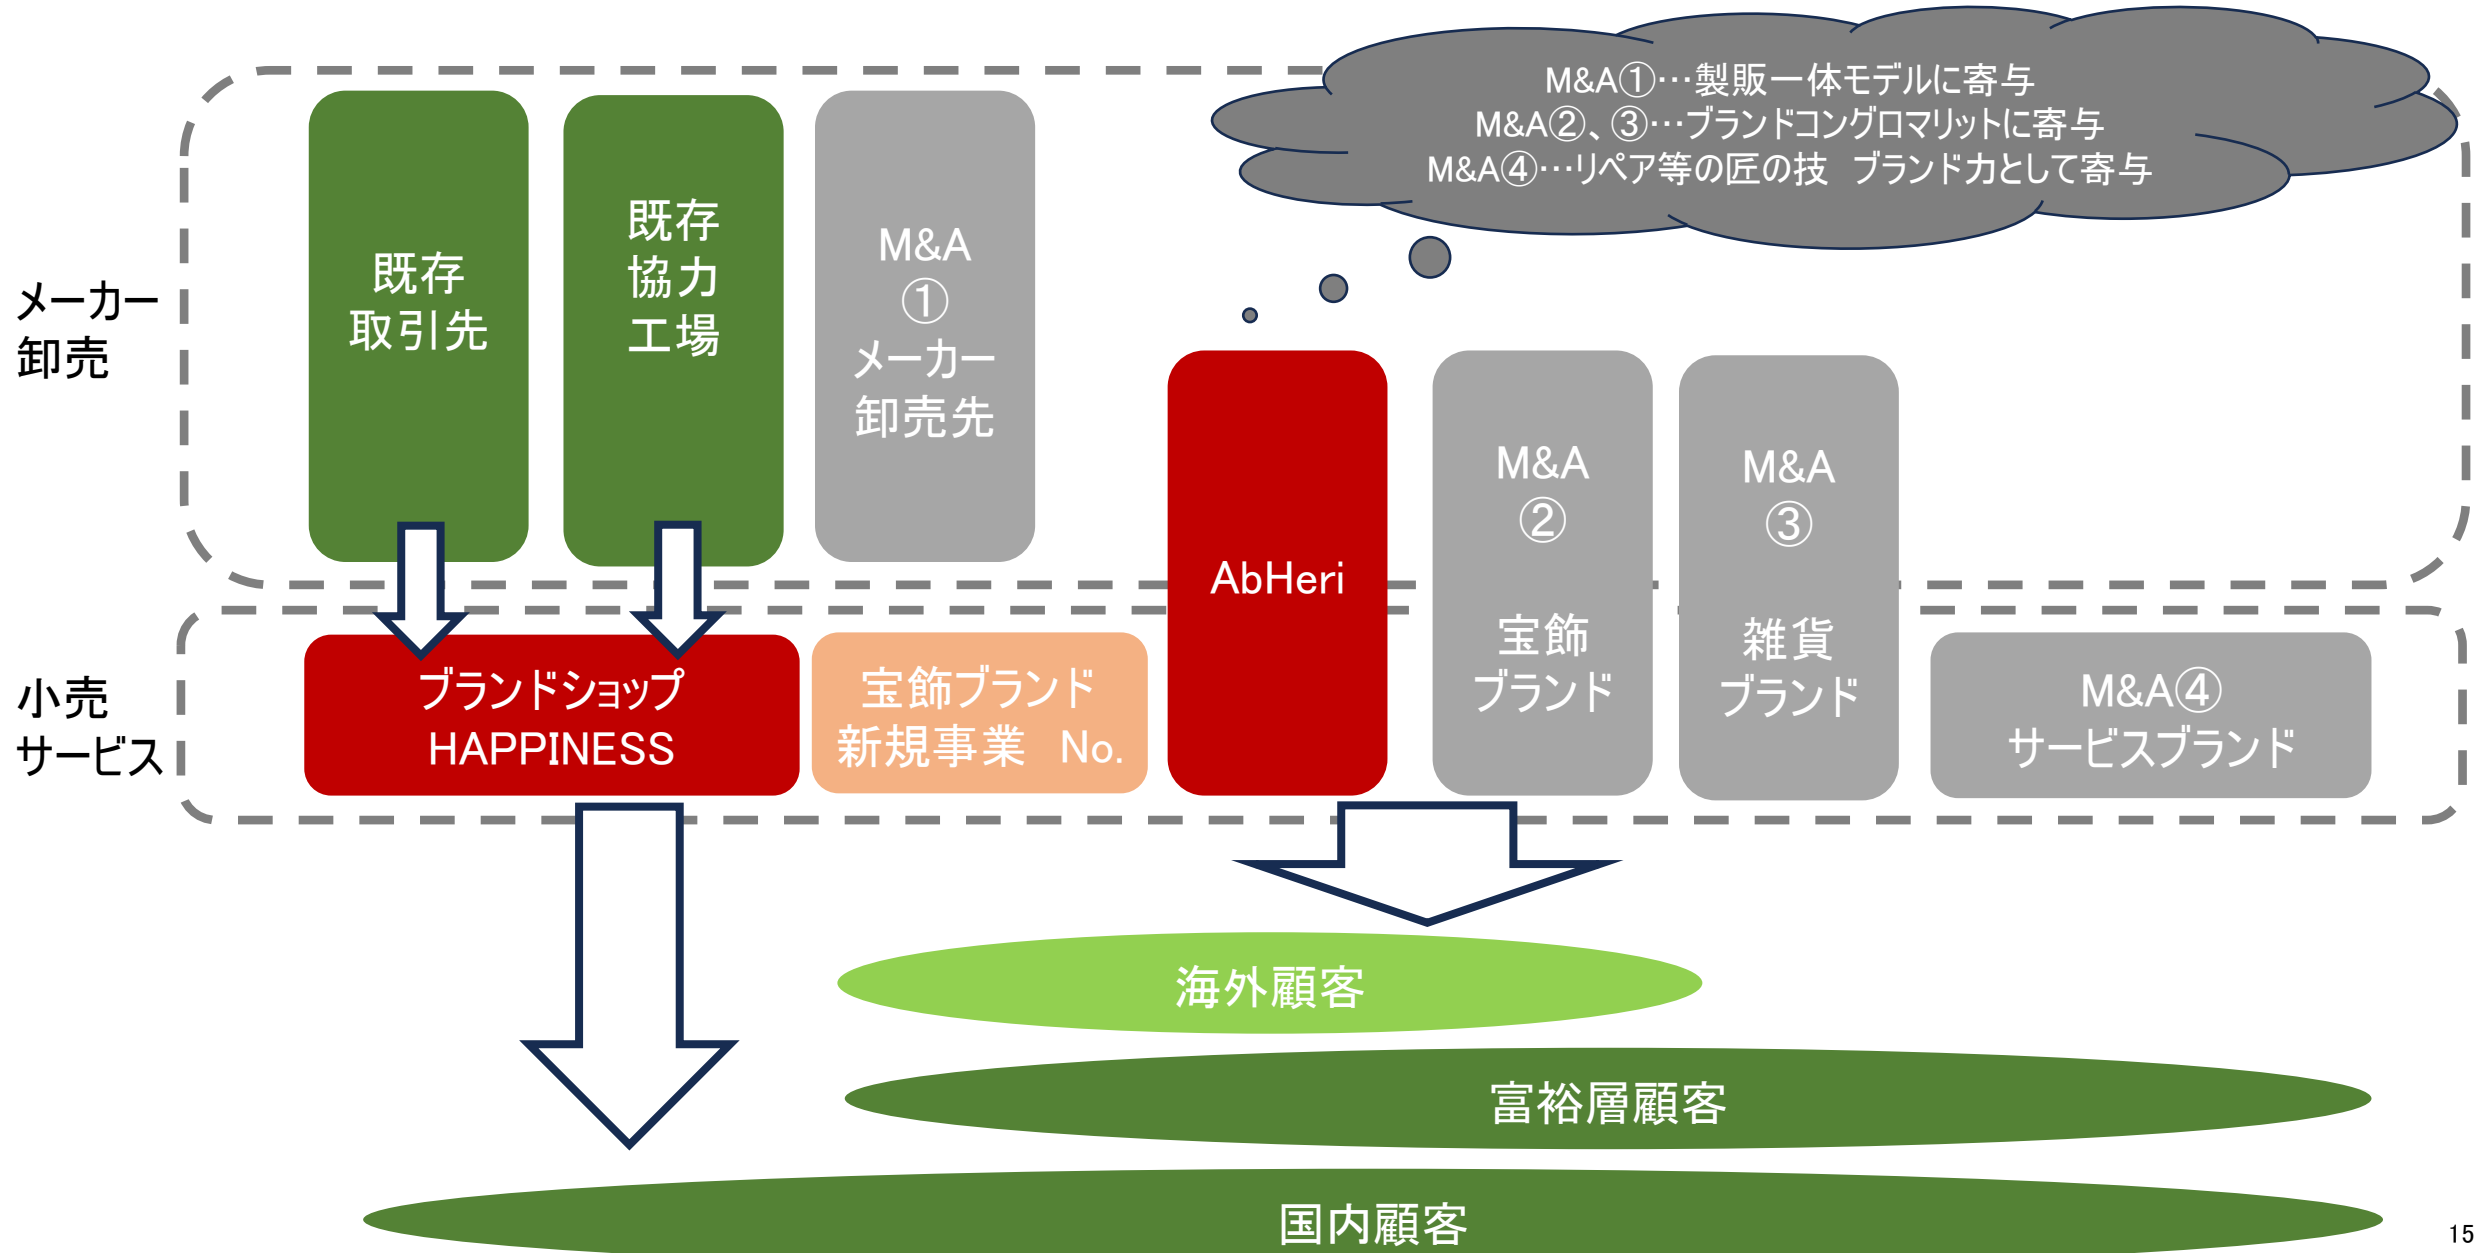 M&A①…製販一体モデルに寄与
M&A②、③…ブランドコングロマリットに寄与
M&A④…リペア等の匠の技　ブランド力として寄与
メーカー
卸売
既存
取引先
既存
協力
工場
M&A
①
メーカー
卸売先
AbHeri
M&A
②
宝飾
ブランド
M&A
③
雑貨
ブランド
小売
サービス
ブランドショップ
HAPPINESS
宝飾ブランド
新規事業　No.
M&A④
サービスブランド
海外顧客
富裕層顧客
国内顧客
15